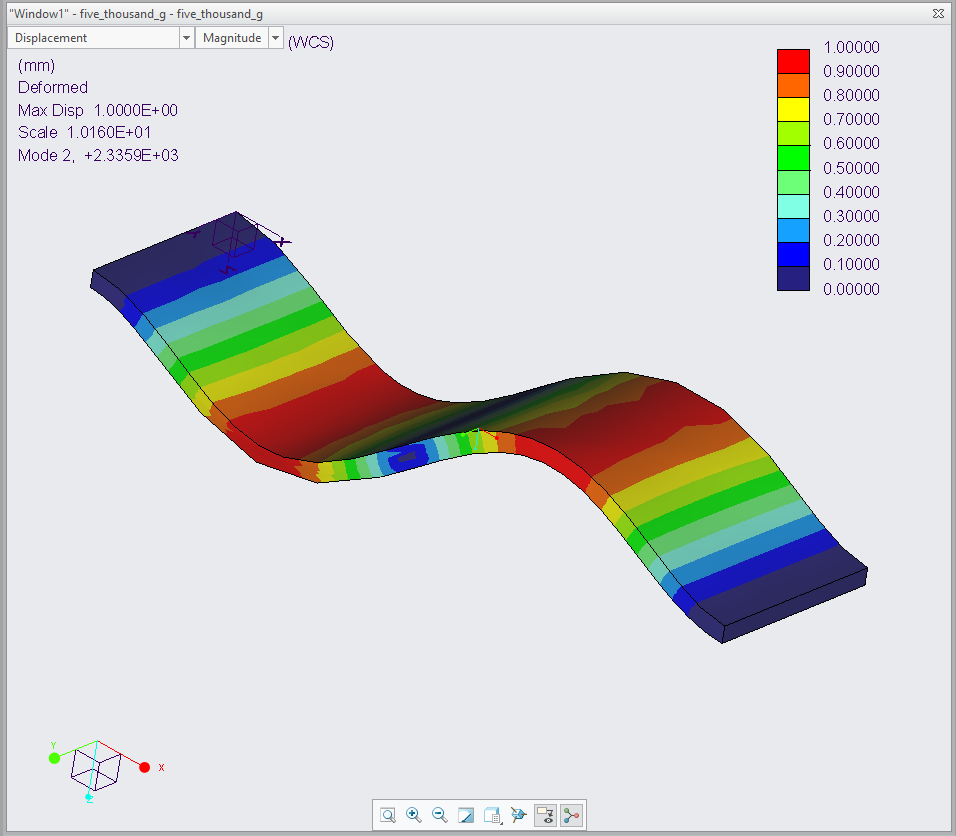 "Window1" - five_thousand_g - five_thousand_g
Displacement Magnitude (WCS)
(mm)
Deformed
Max Disp 1.0000E+00
Scale 1.0160E+01
Mode 2, +2.3359E+03
1.00000
0.90000
0.80000
0.70000
0.60000
0.50000
0.40000
0.30000
0.20000
0.10000
0.00000
Y
X
Z